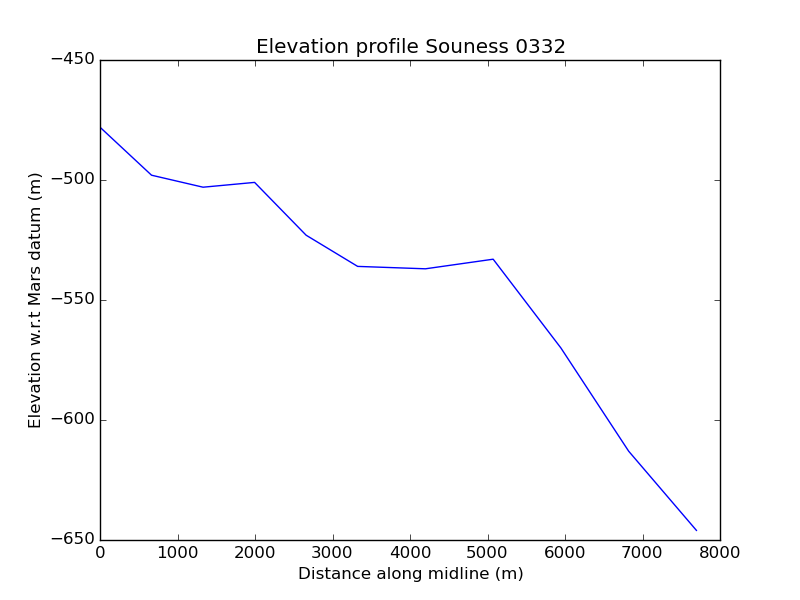 Elevation profile Souness 0332
−450
−500
−550
−600
−650
Elevation w.r.t Mars datum (m)
0 1000 2000 3000 4000 5000 6000 7000 8000
Distance along midline (m)